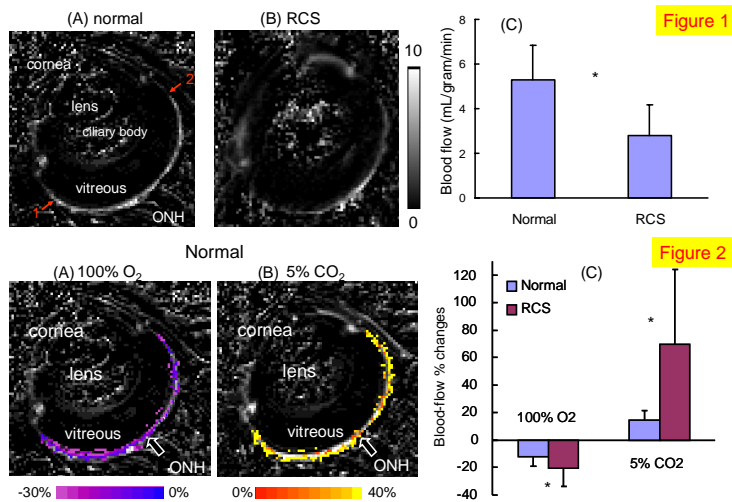 (A) normal
(B) RCS
(C)
Figure 1
cornea
2
lens
ciliary body
vitreous
1
ONH
10
0
Blood flow (mL/gram/min)
8
6
4
2
0
*
Normal
RCS
Normal
(A) 100% O₂
(B) 5% CO₂
(C)
Figure 2
cornea
lens
vitreous
ONH
-30%
0%
cornea
lens
vitreous
ONH
0%
40%
Blood-flow % changes
120
100
80
60
40
20
0
-20
-40
Normal
RCS
*
100% O2
5% CO2
*